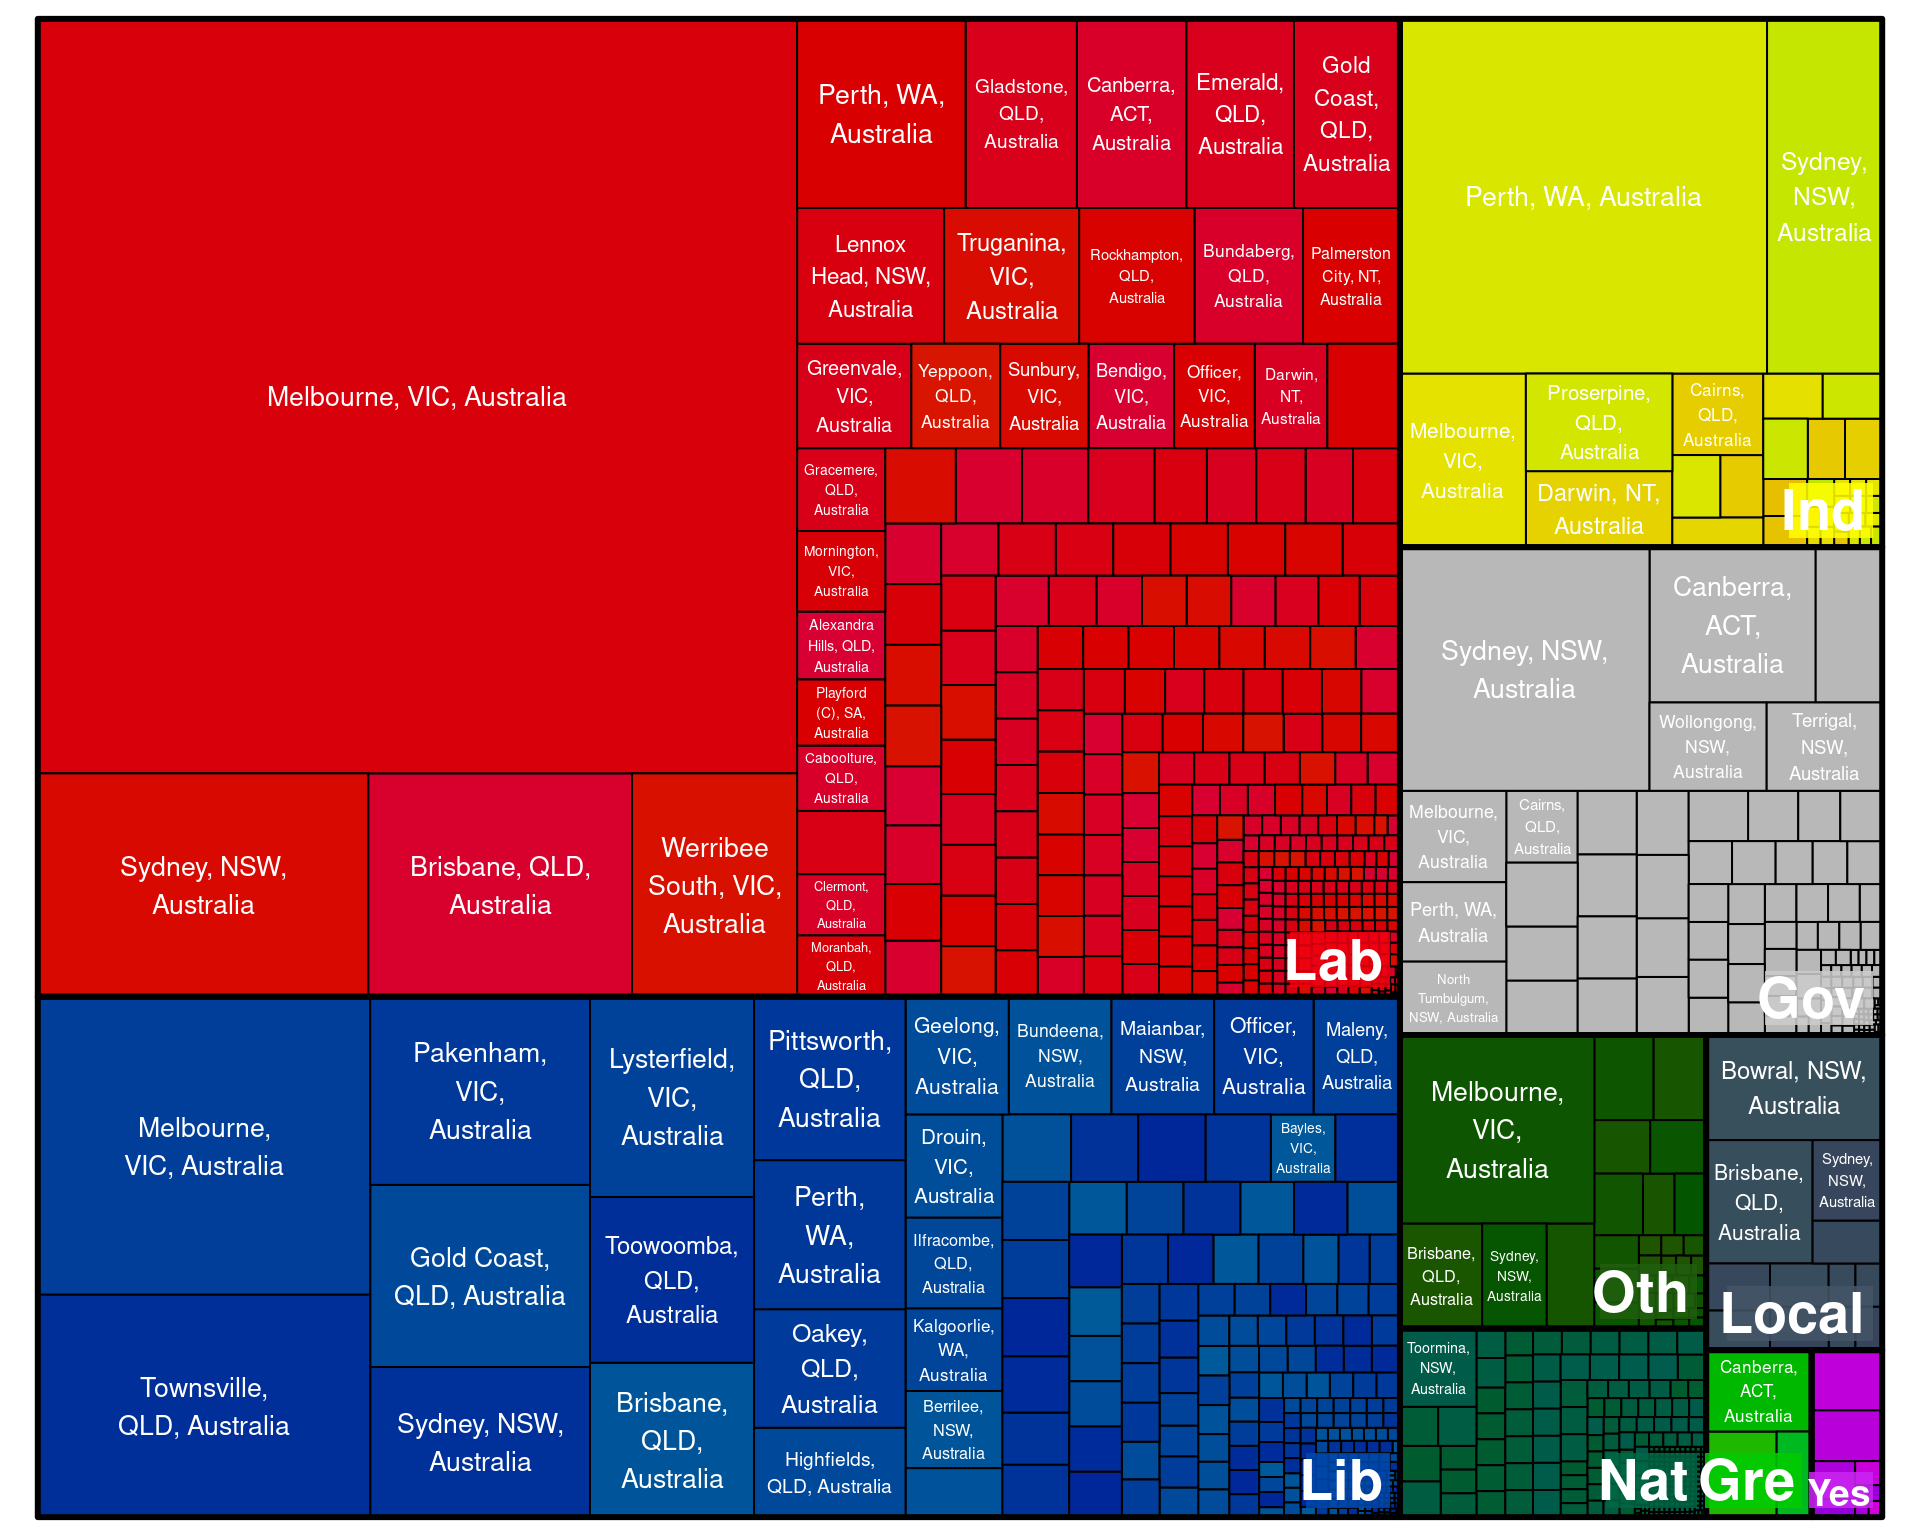 Melbourne, VIC, Australia
Sydney, NSW,
Australia
Brisbane, QLD,
Australia
Werribee
South, VIC,
Australia
Perth, WA,
Australia
Gladstone,
QLD,
Australia
Canberra,
ACT,
Australia
Emerald,
QLD,
Australia
Gold
Coast,
QLD,
Australia
Lennox
Head, NSW,
Australia
Truganina,
VIC,
Australia
Rockhampton,
QLD,
Australia
Bundaberg,
QLD,
Australia
Palmerston
City, NT,
Australia
Greenvale,
VIC,
Australia
Yeppoon,
QLD,
Australia
Sunbury,
VIC,
Australia
Bendigo,
VIC,
Australia
Officer,
VIC,
Australia
Darwin,
NT,
Australia
Gracemere,
QLD,
Australia
Mornington,
VIC,
Australia
Alexandra
Hills, QLD,
Australia
Playford
(C), SA,
Australia
Caboolture,
QLD,
Australia
Clermont,
QLD,
Australia
Moranbah,
QLD,
Australia
Lab
Perth, WA, Australia
Sydney,
NSW,
Australia
Melbourne,
VIC,
Australia
Proserpine,
QLD,
Australia
Darwin, NT,
Australia
Cairns,
QLD,
Australia
Ind
Sydney, NSW,
Australia
Canberra,
ACT,
Australia
Wollongong,
NSW,
Australia
Terrigal,
NSW,
Australia
Melbourne,
VIC,
Australia
Cairns,
QLD,
Australia
Perth, WA,
Australia
North
Tumbulgum,
NSW, Australia
Gov
Melbourne,
VIC, Australia
Townsville,
QLD, Australia
Pakenham,
VIC,
Australia
Gold Coast,
QLD, Australia
Sydney, NSW,
Australia
Lysterfield,
VIC,
Australia
Toowoomba,
QLD,
Australia
Brisbane,
QLD,
Australia
Pittsworth,
QLD,
Australia
Perth,
WA,
Australia
Oakey,
QLD,
Australia
Highfields,
QLD, Australia
Geelong,
VIC,
Australia
Bundeena,
NSW,
Australia
Maianbar,
NSW,
Australia
Officer,
VIC,
Australia
Maleny,
QLD,
Australia
Drouin,
VIC,
Australia
Bayles,
VIC,
Australia
Ilfracombe,
QLD,
Australia
Kalgoorlie,
WA,
Australia
Berrilee,
NSW,
Australia
Lib
Melbourne,
VIC,
Australia
Brisbane,
QLD,
Australia
Sydney,
NSW,
Australia
Oth
Bowral, NSW,
Australia
Brisbane,
QLD,
Australia
Sydney,
NSW,
Australia
Local
Toormina,
NSW,
Australia
Nat
Canberra,
ACT,
Australia
Gre
Yes